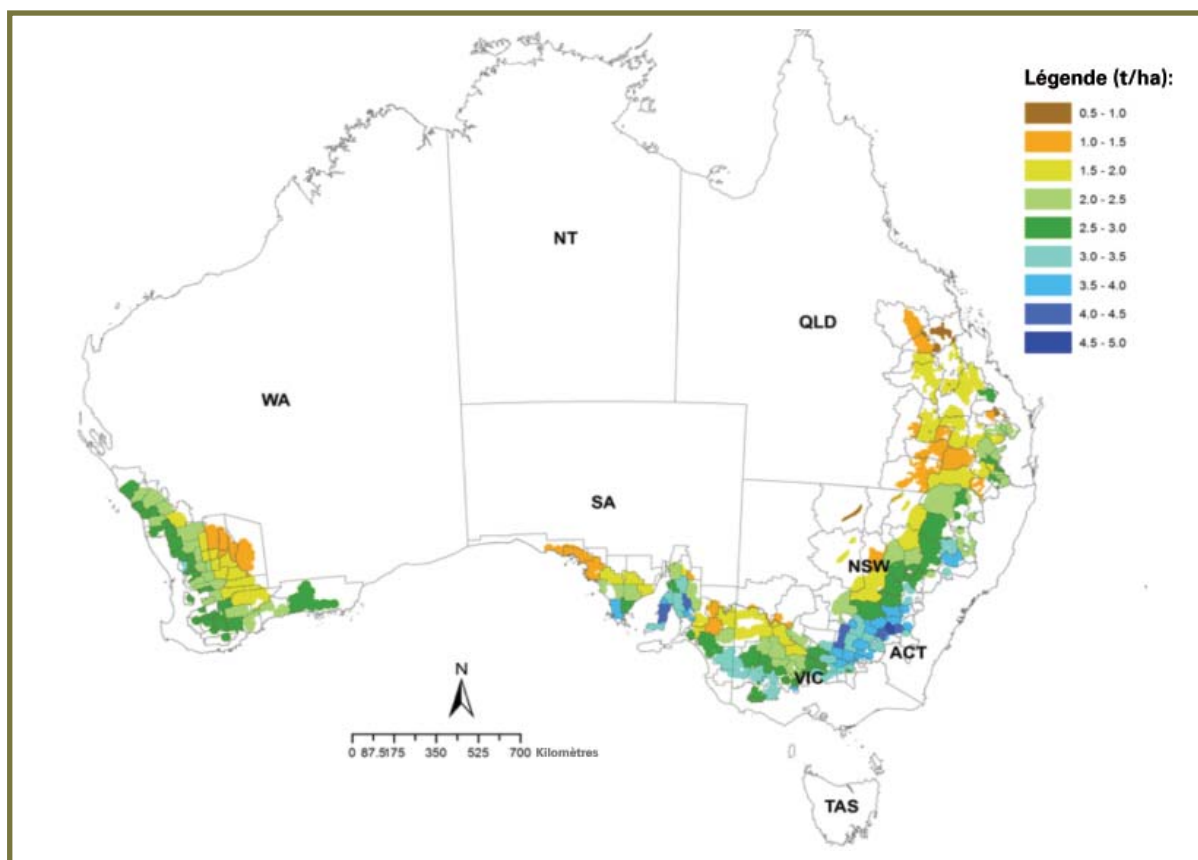 Légende (t/ha):
0.5 - 1.0
1.0 - 1.5
1.5 - 2.0
2.0 - 2.5
2.5 - 3.0
3.0 - 3.5
3.5 - 4.0
4.0 - 4.5
4.5 - 5.0
NT
QLD
WA
SA
NSW
ACT
VIC
N
0 87.5175 350 525 700 Kilomètres
TAS